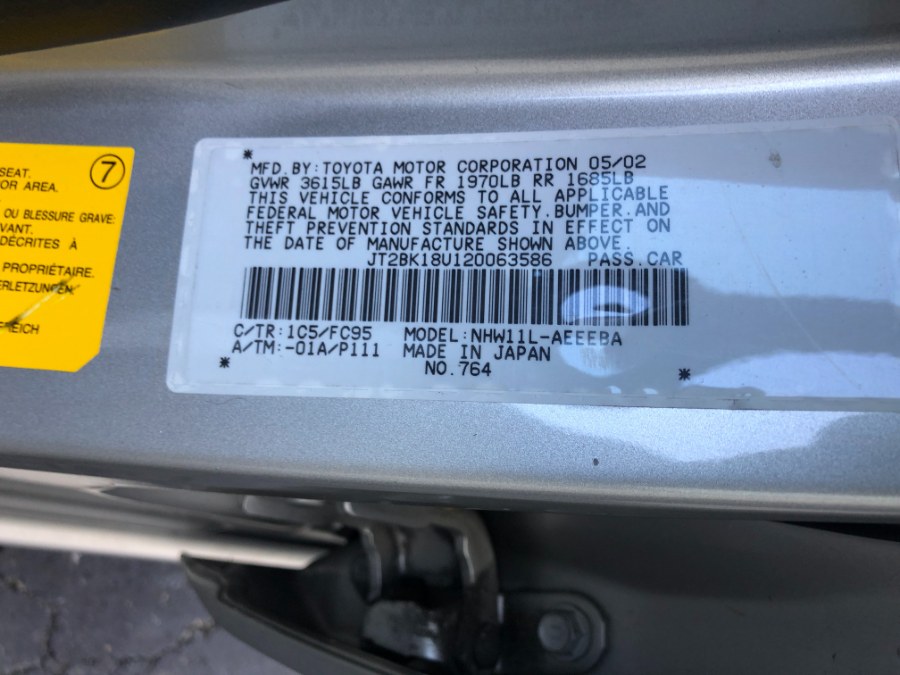 7
SEAT.
OR AREA.
OU BLESSURE GRAVE:
AVANT.
DÉCRITES À
PROPRIÉTAIRE.
ERLETZUNGEN
REICH
*
MFD.BY:TOYOTA MOTOR CORPORATION 05/02
GVWR 3615LB GAWR FR 1970LB RR 1685LB
THIS VEHICLE CONFORMS TO ALL APPLICABLE
FEDERAL MOTOR VEHICLE SAFETY.BUMPER.AND
THEFT PREVENTION STANDARDS IN EFFECT ON
THE DATE OF MANUFACTURE SHOWN ABOVE.
JT2BK18U120063586 PASS.CAR
C/TR:1C5/FC95 MODEL:NHW11L-AEEEBA
A/TM:-01A/P111 MADE IN JAPAN
* NO.764 *